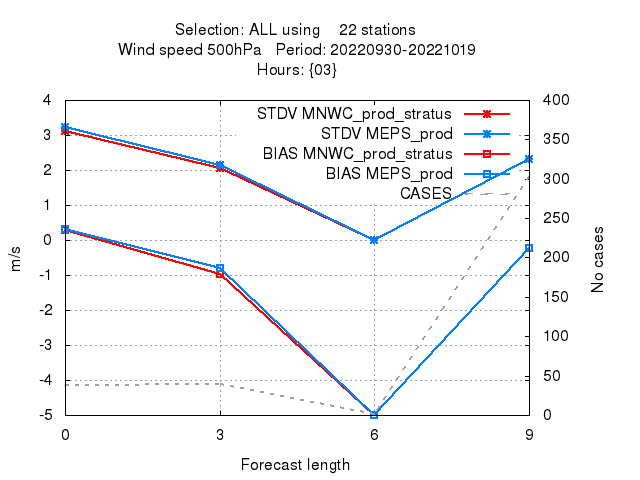 Selection: ALL using 22 stations
Wind speed 500hPa Period: 20220930-20221019
Hours: {03}
STDV MNWC_prod_stratus
STDV MEPS_prod
BIAS MNWC_prod_stratus
BIAS MEPS_prod
CASES
4
3
2
1
0
-1
-2
-3
-4
-5
m/s
400
350
300
250
200
150
100
50
0
No cases
0 3 6 9
Forecast length